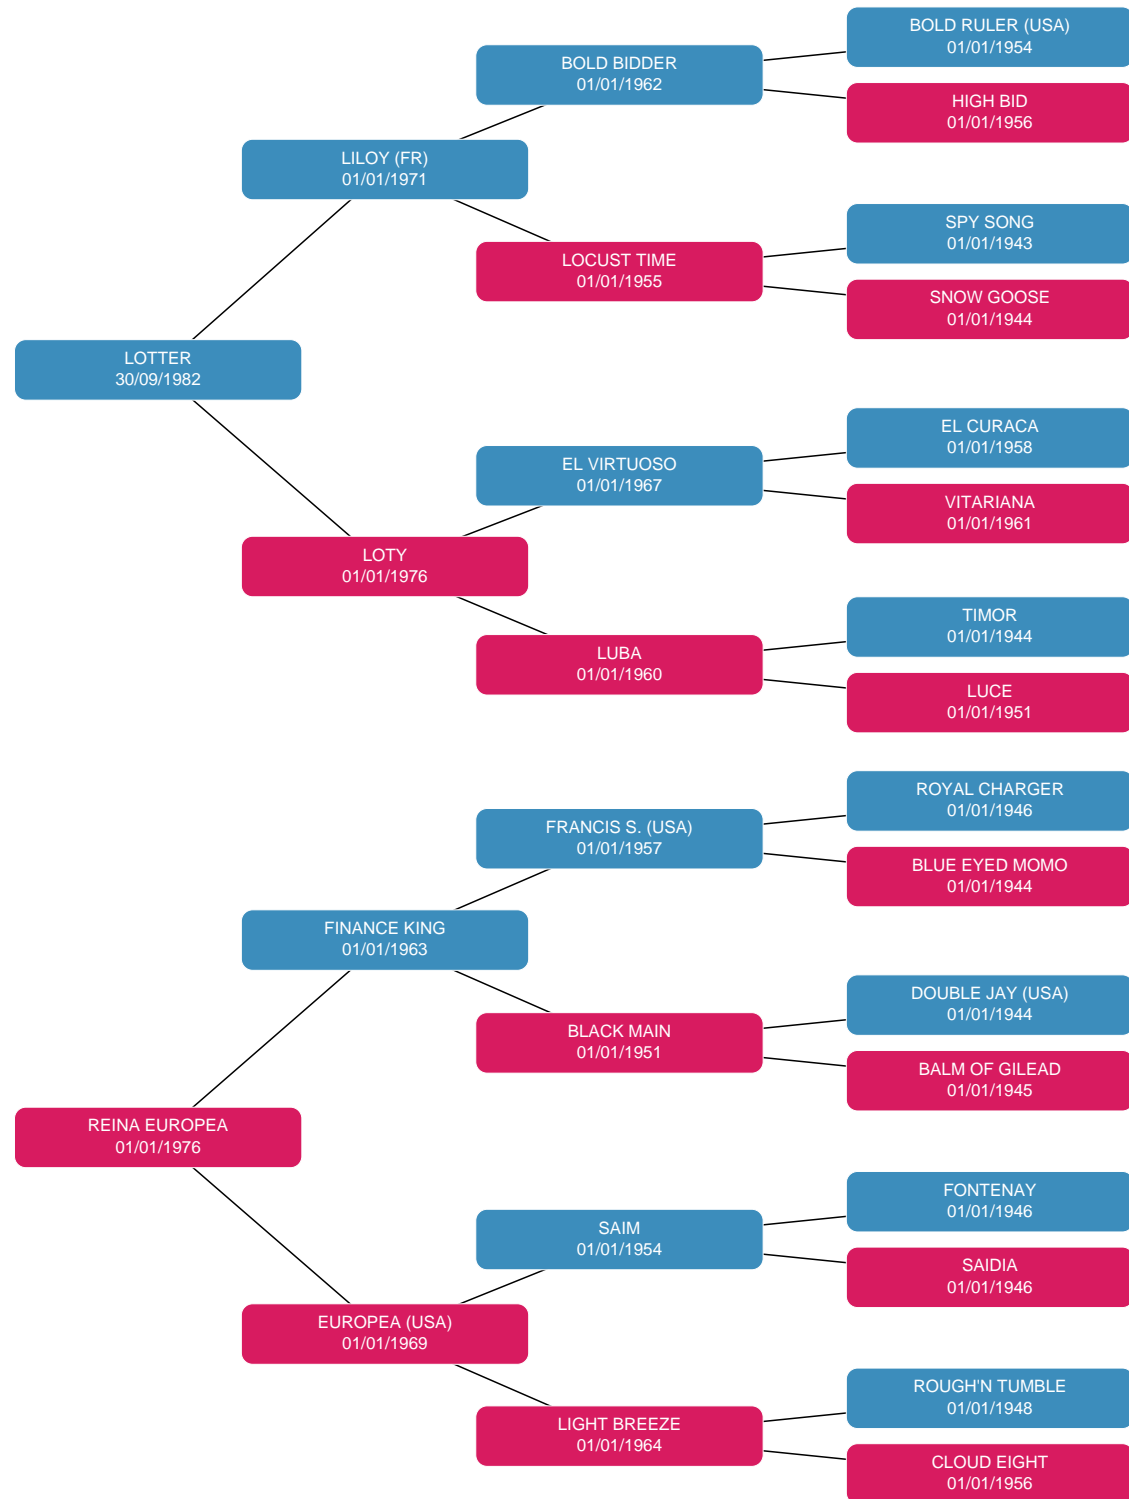 BOLD RULER (USA)
01/01/1954
BOLD BIDDER
01/01/1962
HIGH BID
01/01/1956
LILOY (FR)
01/01/1971
SPY SONG
01/01/1943
LOCUST TIME
01/01/1955
SNOW GOOSE
01/01/1944
LOTTER
30/09/1982
EL CURACA
01/01/1958
EL VIRTUOSO
01/01/1967
VITARIANA
01/01/1961
LOTY
01/01/1976
TIMOR
01/01/1944
LUBA
01/01/1960
LUCE
01/01/1951
ROYAL CHARGER
01/01/1946
FRANCIS S. (USA)
01/01/1957
BLUE EYED MOMO
01/01/1944
FINANCE KING
01/01/1963
DOUBLE JAY (USA)
01/01/1944
BLACK MAIN
01/01/1951
BALM OF GILEAD
01/01/1945
REINA EUROPEA
01/01/1976
FONTENAY
01/01/1946
SAIM
01/01/1954
SAIDIA
01/01/1946
EUROPEA (USA)
01/01/1969
ROUGH'N TUMBLE
01/01/1948
LIGHT BREEZE
01/01/1964
CLOUD EIGHT
01/01/1956